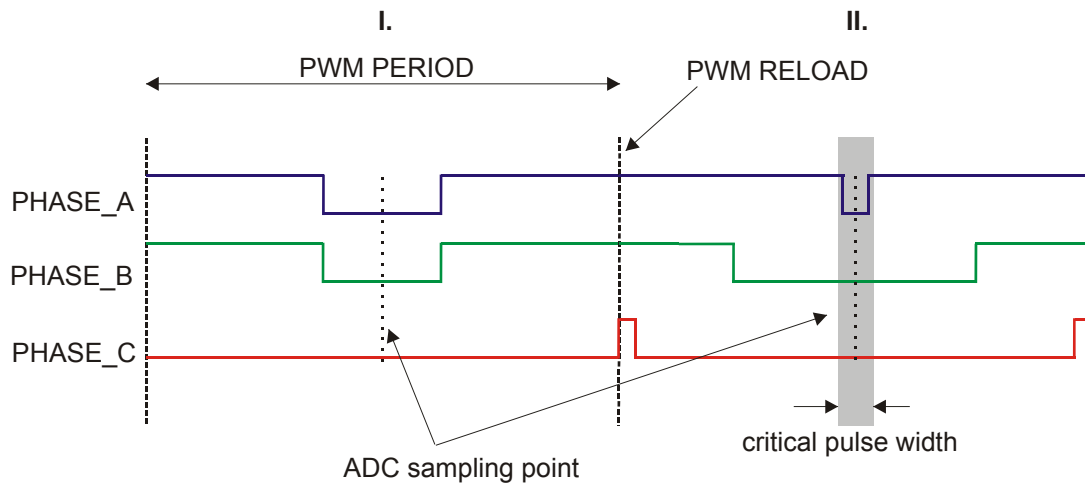 I.
II.
PWM PERIOD
PWM RELOAD
PHASE_A
PHASE_B
PHASE_C
critical pulse width
ADC sampling point